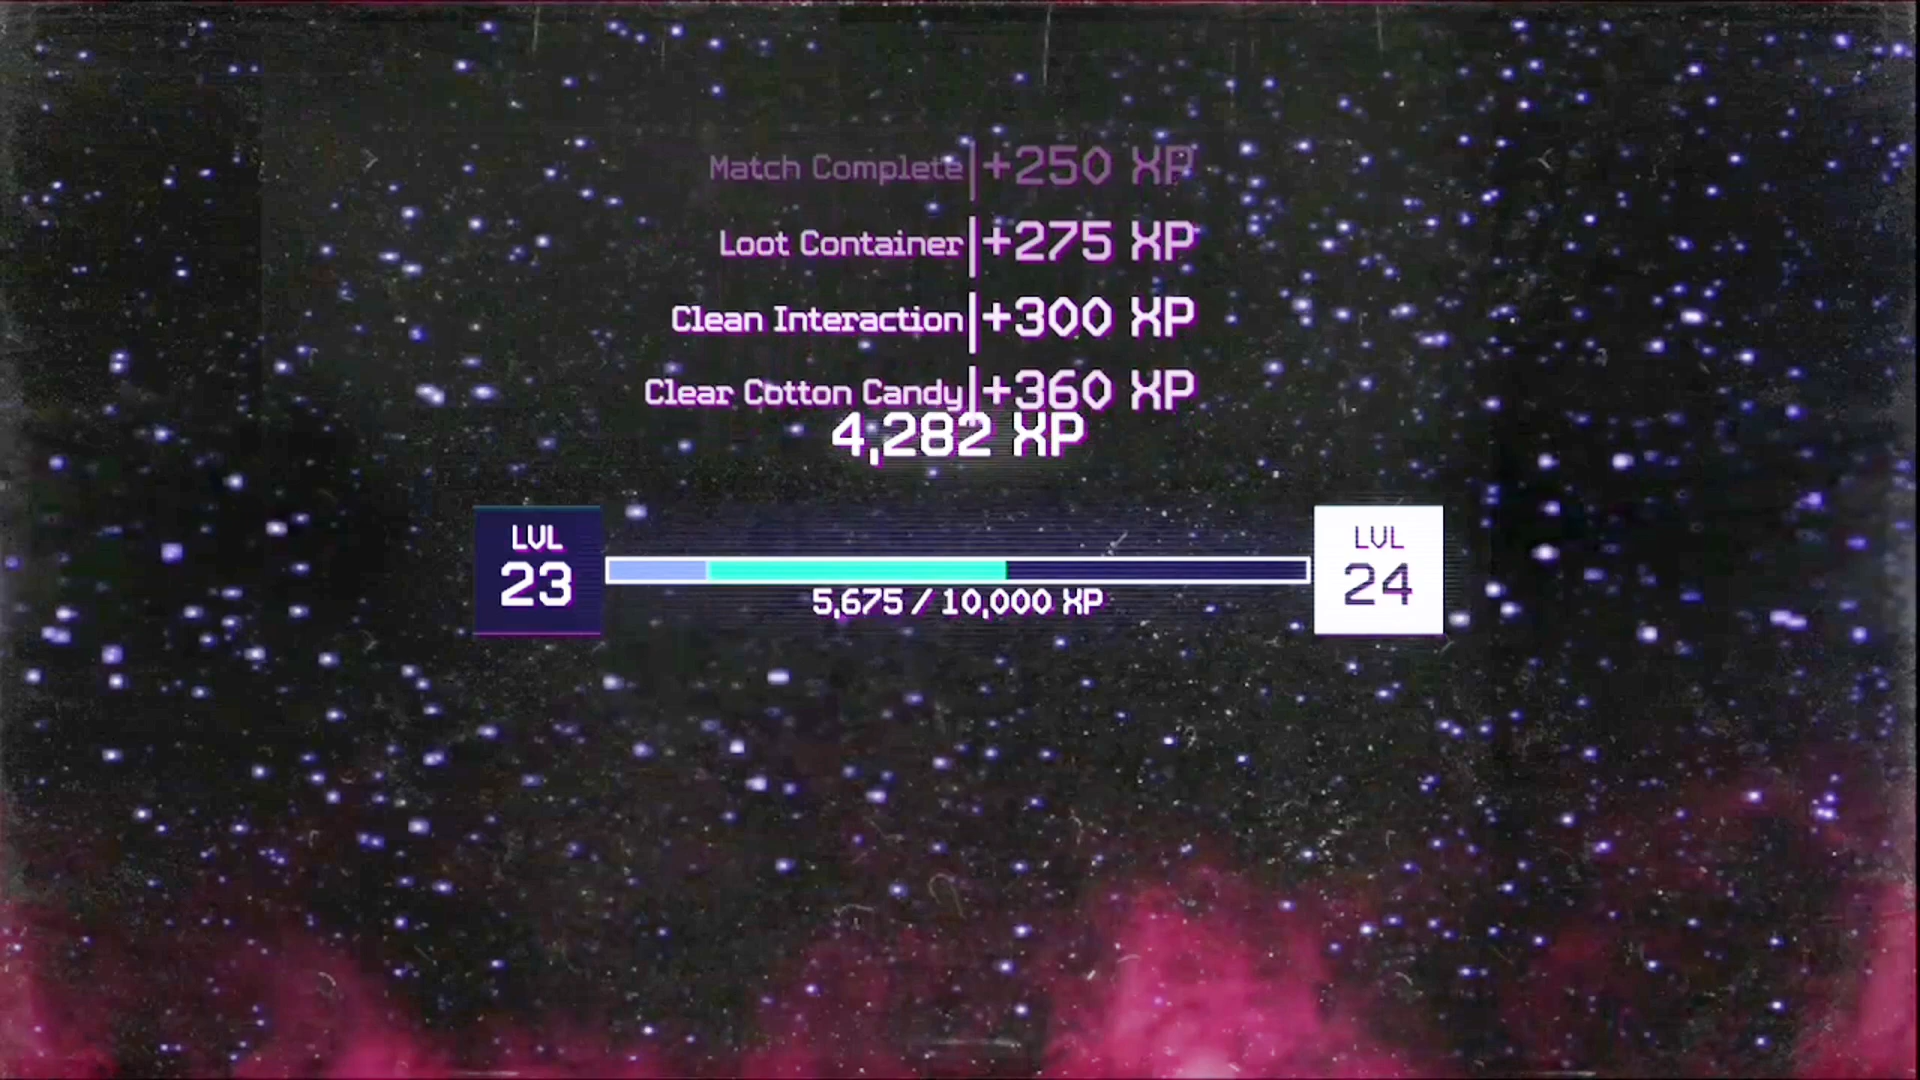 Match Complete +250 XP
Loot Container +275 XP
Clean Interaction +300 XP
Clear Cotton Candy +360 XP
4,282 XP
LVL
23
5,675 / 10,000 XP
LVL
24